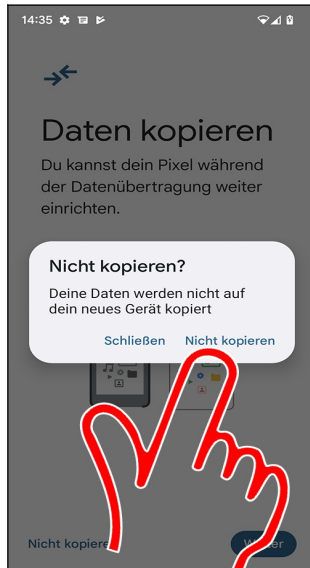 14:35
Daten kopieren
Du kannst dein Pixel während
der Datenübertragung weiter
einrichten.
Nicht kopieren?
Deine Daten werden nicht auf
dein neues Gerät kopiert
Schließen Nicht kopieren
Nicht